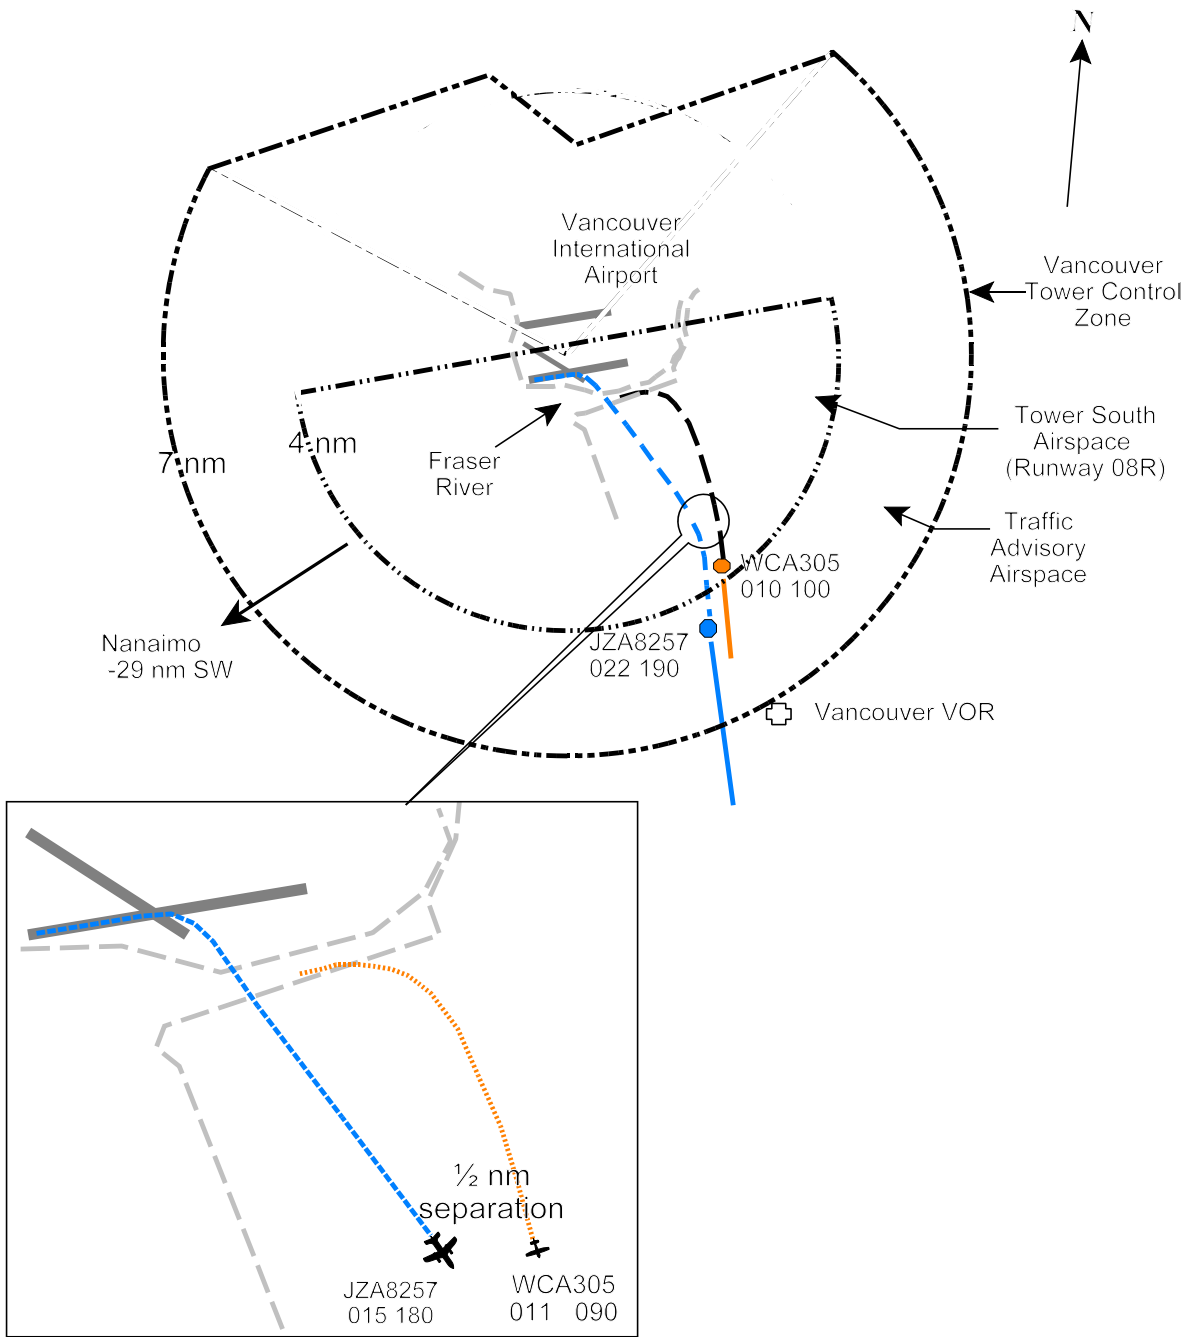 N
Vancouver
International
Airport
Vancouver
Tower Control
Zone
Tower South
Airspace
(Runway 08R)
4 nm
7 nm
Fraser
River
Traffic
Advisory
Airspace
WCA305
010 100
Nanaimo
-29 nm SW
JZA8257
022 190
Vancouver VOR
½ nm
separation
JZA8257
015 180
WCA305
011 090